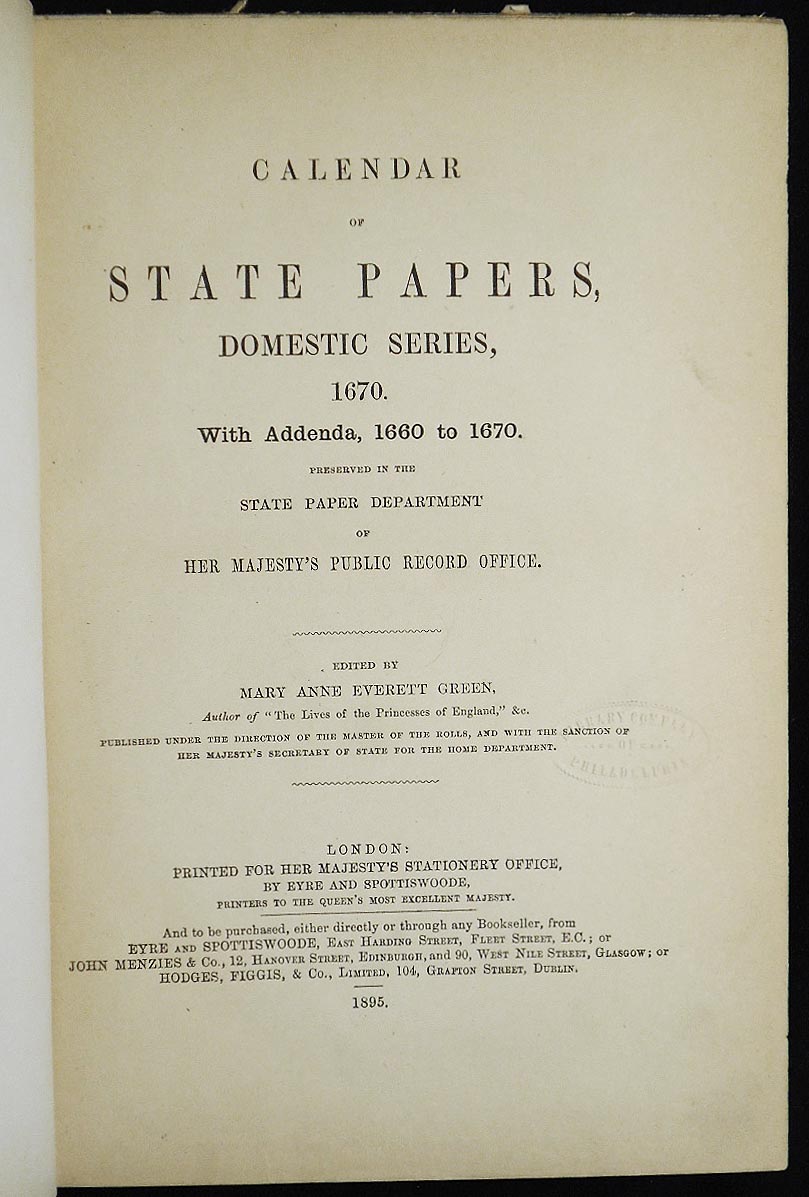 CALENDAR
OF
STATE PAPERS,
DOMESTIC SERIES,
1670.
With Addenda, 1660 to 1670.
PRESERVED IN THE
STATE PAPER DEPARTMENT
OF
HER MAJESTY'S PUBLIC RECORD OFFICE.
EDITED BY
MARY ANNE EVERETT GREEN,
Author of "The Lives of the Princesses of England," &c.
PUBLISHED UNDER THE DIRECTION OF THE MASTER OF THE ROLLS, AND WITH THE SANCTION OF
HER MAJESTY'S SECRETARY OF STATE FOR THE HOME DEPARTMENT.
LIBRARY COMPANY
OF
PHILADELPHIA
LONDON:
PRINTED FOR HER MAJESTY'S STATIONERY OFFICE,
BY EYRE AND SPOTTISWOODE,
PRINTERS TO THE QUEEN'S MOST EXCELLENT MAJESTY.
And to be purchased, either directly or through any Bookseller, from
EYRE AND SPOTTISWOODE, EAST HARDING STREET, FLEET STREET, E.C.; or
JOHN MENZIES & Co., 12, HANOVER STREET, EDINBURGH, and 90, WEST NILE STREET, GLASGOW; or
HODGES, FIGGIS, & Co., LIMITED, 104, GRAFTON STREET, DUBLIN.
1895.